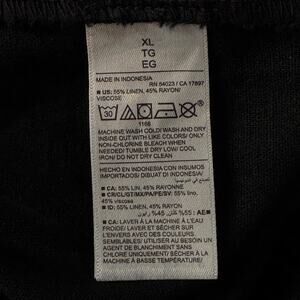 XL
TG
EG
MADE IN INDONESIA
RN 54023 / CA 17897
■ US: 55% LINEN, 45% RAYON/
VISCOSE
30
1166
MACHINE WASH COLD/ WASH AND DRY
INSIDE OUT WITH LIKE COLORS/ ONLY
NON-CHLORINE BLEACH WHEN
NEEDED/ TUMBLE DRY LOW/ COOL
IRON/ DO NOT DRY CLEAN
HECHO EN INDONESIA CON INSUMOS
IMPORTADOS/ DIBUAT DI INDONESIA/
■ CA: 55% LIN, 45% RAYONNE
■ CR/CL/GT/MX/PA/PE/SV: 55% lino,
45% viscosa
■ ID: 55% LINEN, 45% RAYON
■ CA: LAVER À LA MACHINE À L'EAU
FROIDE/ LAVER ET SÉCHER SUR
L'ENVERS AVEC DES COULEURS
SEMBLABLES/ UTILISER AU BESOIN UN
AGENT DE BLANCHIMENT SANS
CHLORE UNIQUEMENT/ SÉCHER À LA
MACHINE À BASSE TEMPÉRATURE/